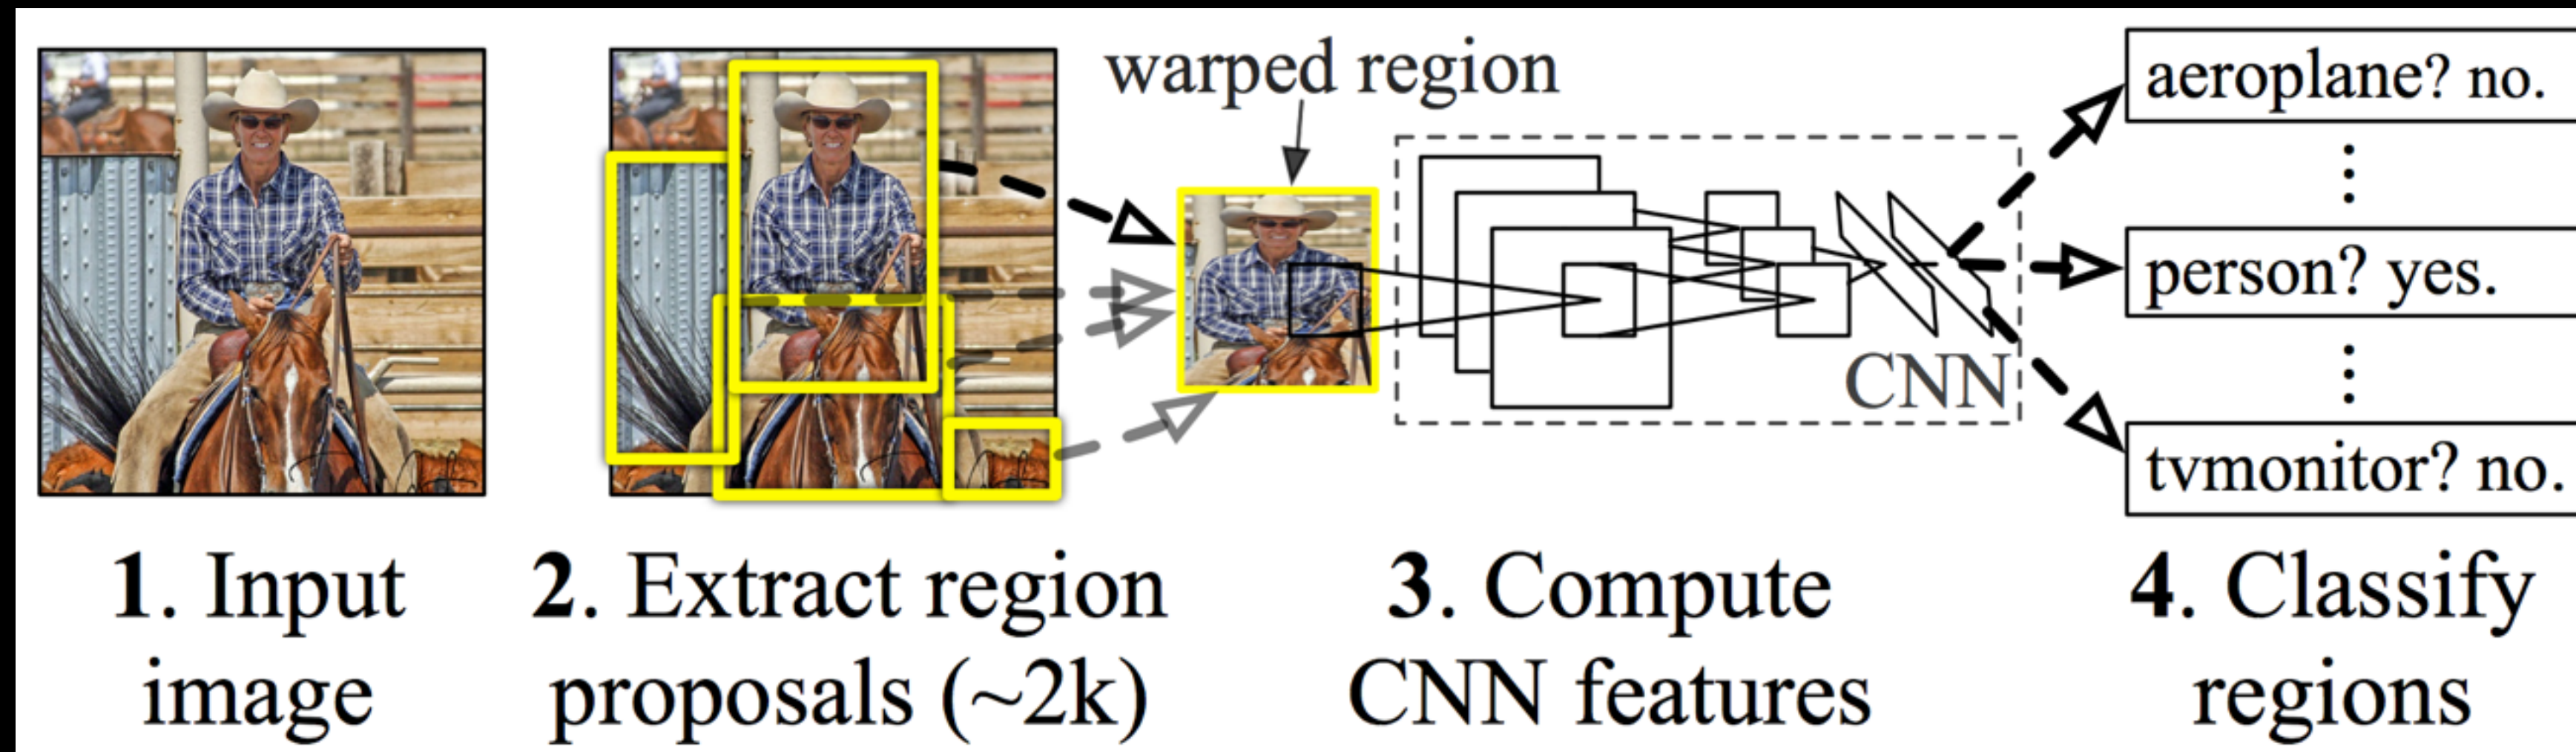 warped region
aeroplane? no.
person? yes.
CNN
tvmonitor? no.
1. Input
image
2. Extract region
proposals (~2k)
3. Compute
CNN features
4. Classify
regions